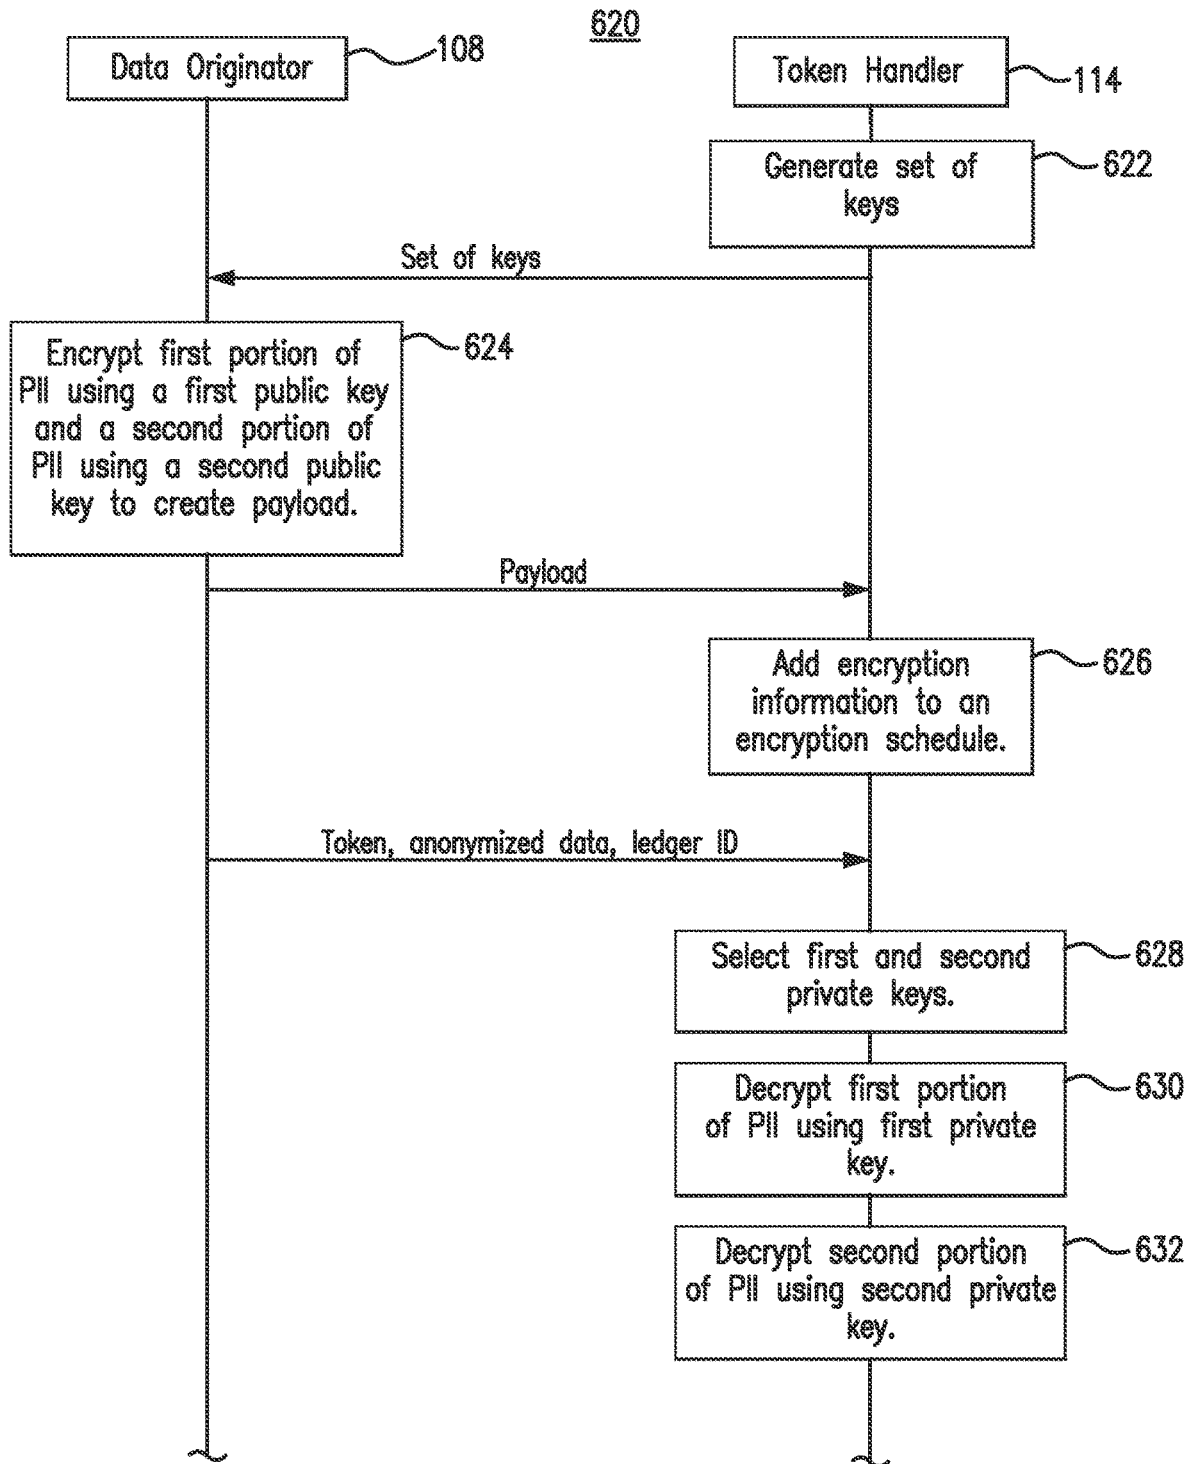 620
Data Originator
108
Token Handler
114
Generate set of
keys
622
Set of keys
Encrypt first portion of
PII using a first public key
and a second portion of
PII using a second public
key to create payload.
624
Payload
Add encryption
information to an
encryption schedule.
626
Token, anonymized data, ledger ID
Select first and second
private keys.
628
Decrypt first portion
of PII using first private
key.
630
Decrypt second portion
of PII using second private
key.
632